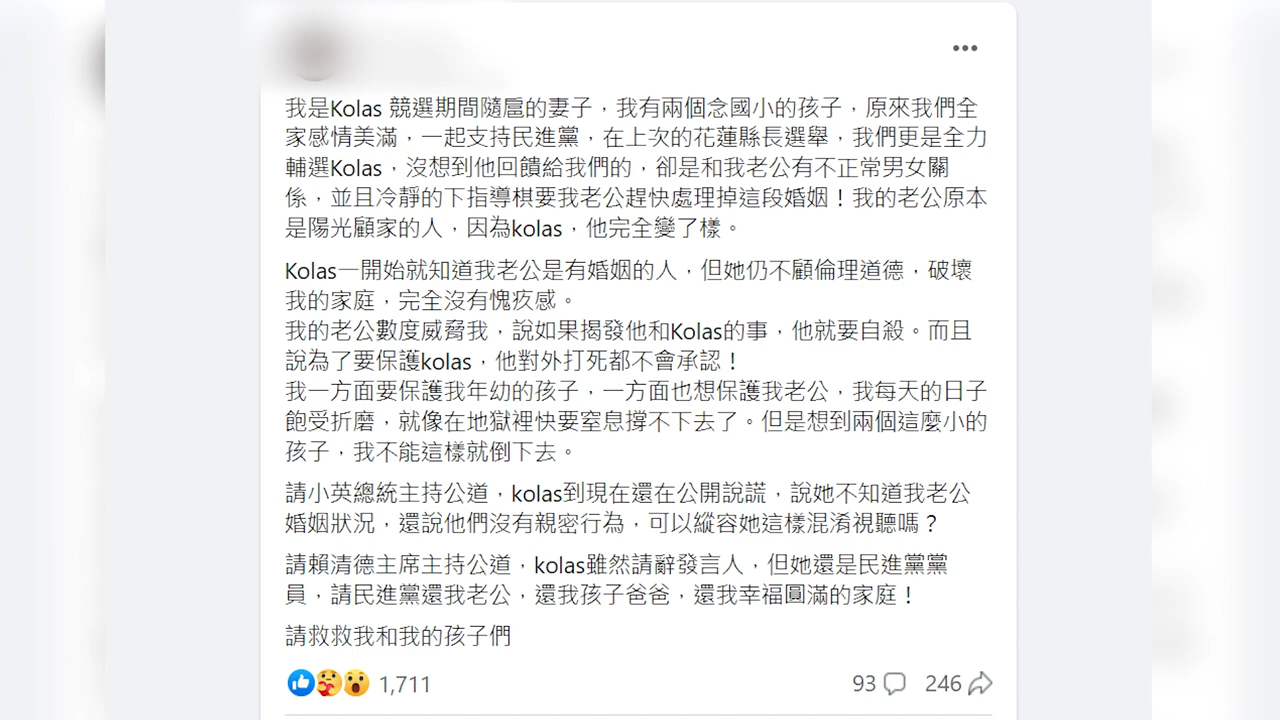 我是Kolas 競選期間隨扈的妻子，我有兩個念國小的孩子，原來我們全
家感情美滿，一起支持民進黨，在上次的花蓮縣長選舉，我們更是全力
輔選Kolas，沒想到他回饋給我們的，卻是和我老公有不正常男女關
係，並且冷靜的下指導棋要我老公趕快處理掉這段婚姻！我的老公原本
是陽光顧家的人，因為kolas，他完全變了樣。
Kolas一開始就知道我老公是有婚姻的人，但她仍不顧倫理道德，破壞
我的家庭，完全沒有愧疚感。
我的老公數度威脅我，說如果揭發他和Kolas的事，他就要自殺。而且
說為了要保護kolas，他對外打死都不會承認！
我一方面要保護我年幼的孩子，一方面也想保護我老公，我每天的日子
飽受折磨，就像在地獄裡快要窒息撐不下去了。但是想到兩個這麼小的
孩子，我不能這樣就倒下去。
請小英總統主持公道，kolas到現在還在公開說謊，說她不知道我老公
婚姻狀況，還說他們沒有親密行為，可以縱容她這樣混淆視聽嗎？
請賴清德主席主持公道，kolas雖然請辭發言人，但她還是民進黨黨
員，請民進黨還我老公，還我孩子爸爸，還我幸福圓滿的家庭！
請救救我和我的孩子們
1,711 93 246